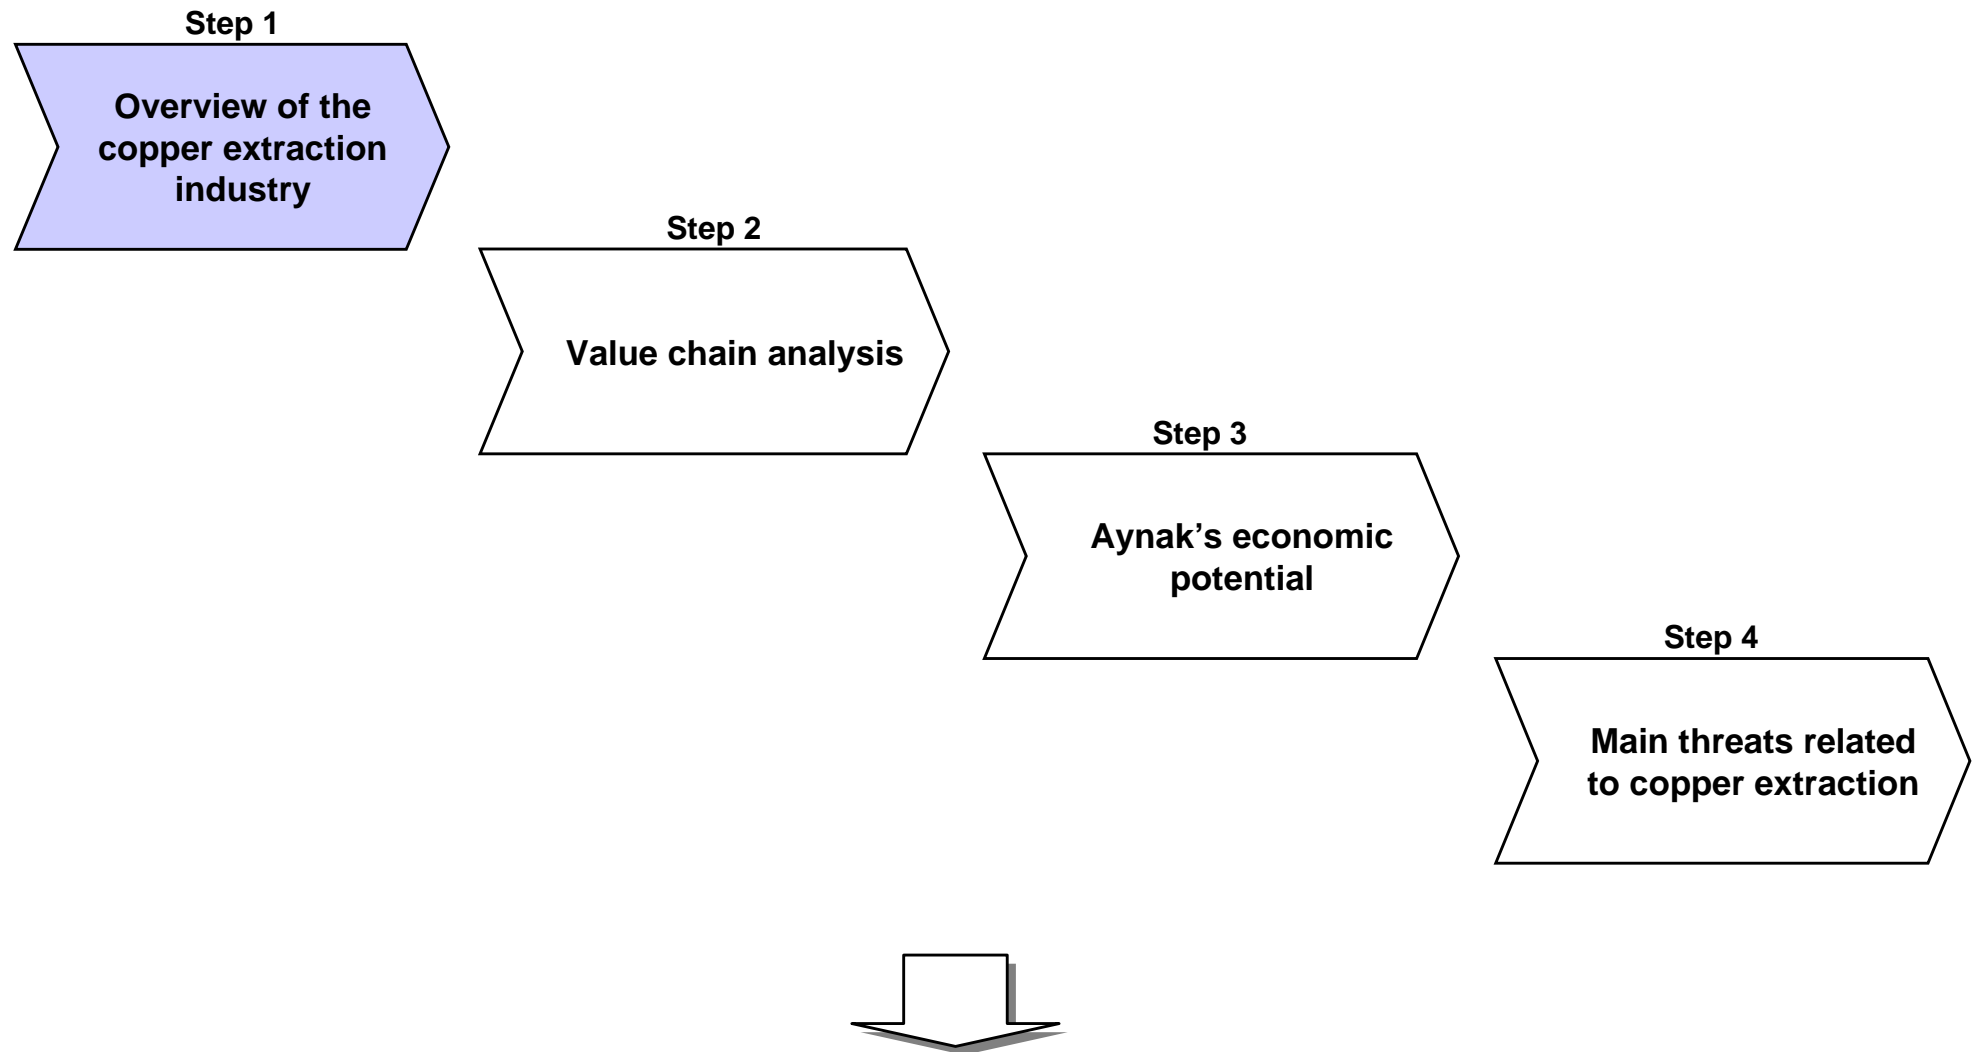 Step 1
Overview of the
copper extraction
industry
Step 2
Value chain analysis
Step 3
Aynak’s economic
potential
Step 4
Main threats related
to copper extraction